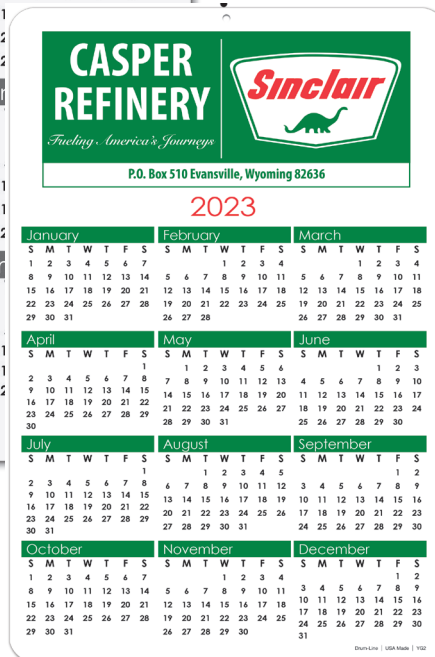 CASPER
REFINERY
Fueling America's Journeys
Sinclair
P.O. Box 510 Evansville, Wyoming 82636
2023
January February March
S M T W T F S S M T W T F S S M T W T F S
1 2 3 4 5 6 7 1 2 3 4 1 2 3 4
8 9 10 11 12 13 14 5 6 7 8 9 10 11 5 6 7 8 9 10 11
15 16 17 18 19 20 21 12 13 14 15 16 17 18 12 13 14 15 16 17 18
22 23 24 25 26 27 28 19 20 21 22 23 24 25 19 20 21 22 23 24 25
29 30 31 26 27 28 26 27 28 29 30 31
April May June
S M T W T F S S M T W T F S S M T W T F S
1 1 2 3 4 5 6 1 2 3
2 3 4 5 6 7 8 7 8 9 10 11 12 13 4 5 6 7 8 9 10
9 10 11 12 13 14 15 14 15 16 17 18 19 20 11 12 13 14 15 16 17
16 17 18 19 20 21 22 21 22 23 24 25 26 27 18 19 20 21 22 23 24
23 24 25 26 27 28 29 28 29 30 31 25 26 27 28 29 30
30
July August September
S M T W T F S S M T W T F S S M T W T F S
1 1 2 3 4 5 1 2
2 3 4 5 6 7 8 6 7 8 9 10 11 12 3 4 5 6 7 8 9
9 10 11 12 13 14 15 13 14 15 16 17 18 19 10 11 12 13 14 15 16
16 17 18 19 20 21 22 20 21 22 23 24 25 26 17 18 19 20 21 22 23
23 24 25 26 27 28 29 27 28 29 30 31 24 25 26 27 28 29 30
30 31
October November December
S M T W T F S S M T W T F S S M T W T F S
1 2 3 4 5 6 7 1 2 3 4 1 2
8 9 10 11 12 13 14 5 6 7 8 9 10 11 3 4 5 6 7 8 9
15 16 17 18 19 20 21 12 13 14 15 16 17 18 10 11 12 13 14 15 16
22 23 24 25 26 27 28 19 20 21 22 23 24 25 17 18 19 20 21 22 23
29 30 31 26 27 28 29 30 24 25 26 27 28 29 30
31
Drum-Line | USA Made | YG2